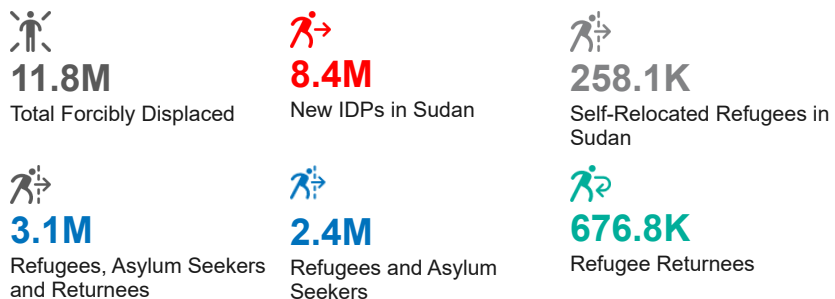 11.8M
Total Forcibly Displaced
8.4M
New IDPs in Sudan
258.1K
Self-Relocated Refugees in
Sudan
3.1M
Refugees, Asylum Seekers
and Returnees
2.4M
Refugees and Asylum
Seekers
676.8K
Refugee Returnees